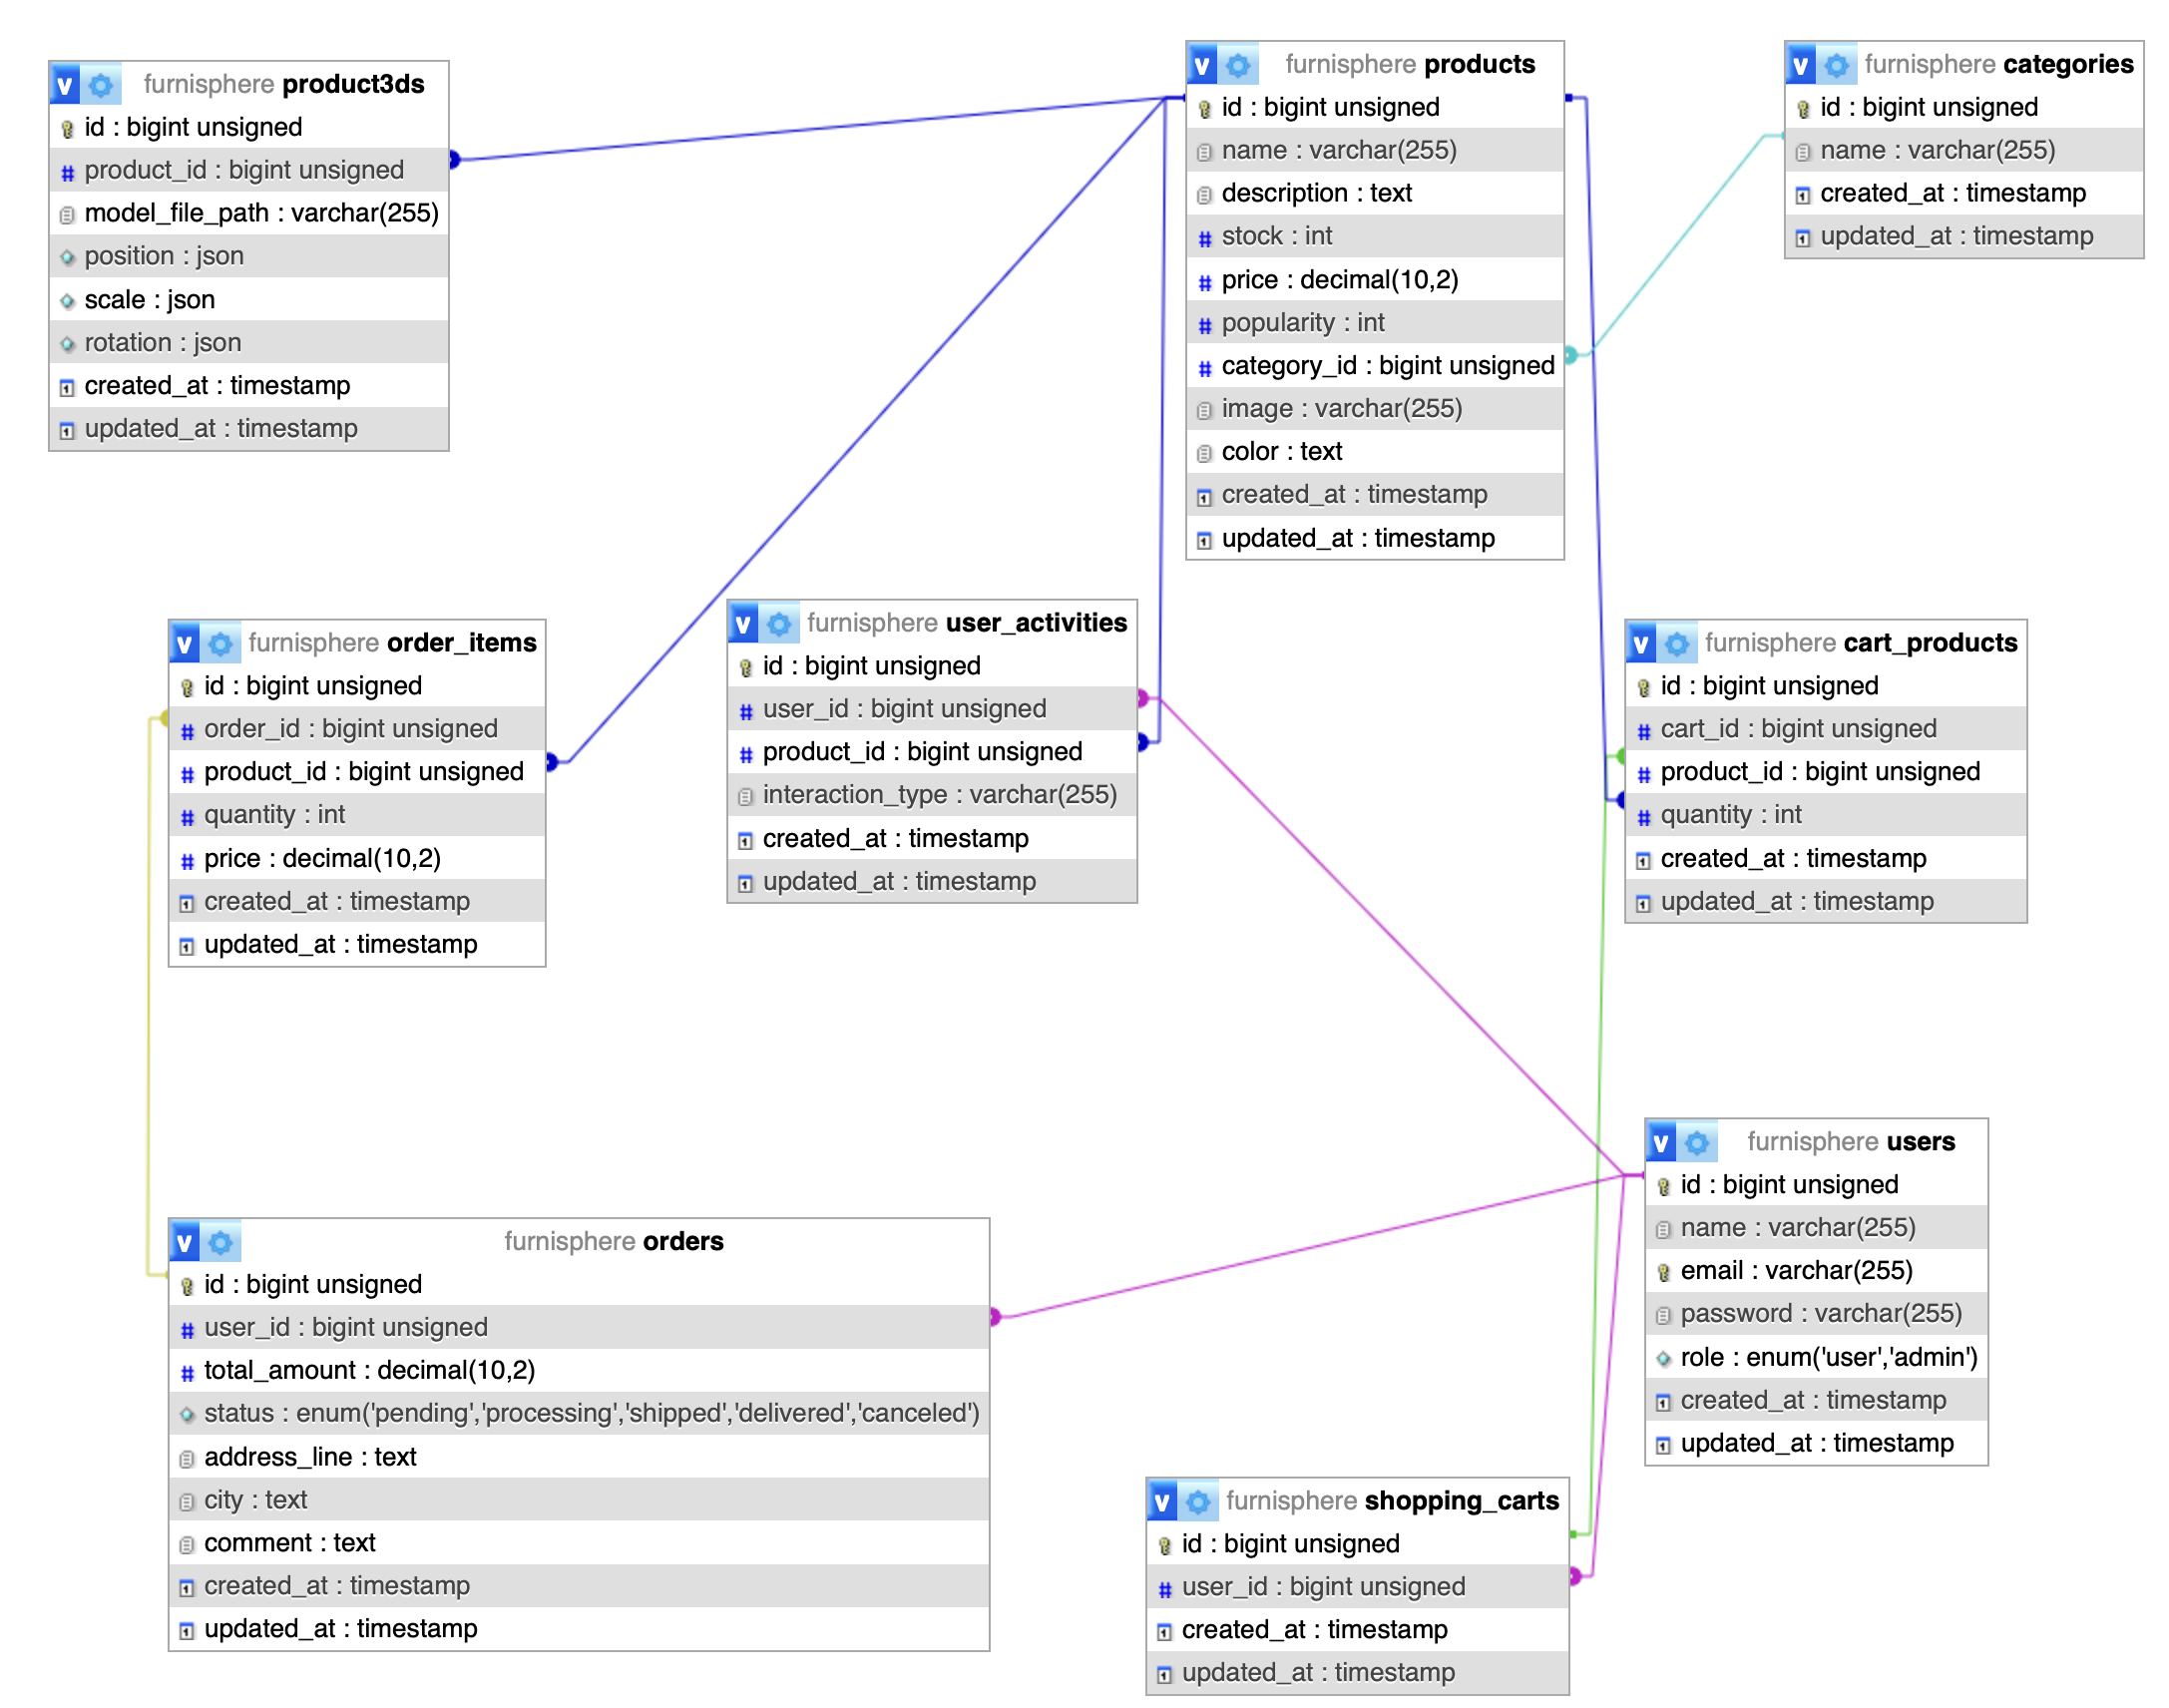 furnisphere product3ds
id : bigint unsigned
product_id : bigint unsigned
model_file_path : varchar(255)
position : json
scale : json
rotation : json
created_at : timestamp
updated_at : timestamp
furnisphere products
id : bigint unsigned
name : varchar(255)
description : text
stock : int
price : decimal(10,2)
popularity : int
category_id : bigint unsigned
image : varchar(255)
color : text
created_at : timestamp
updated_at : timestamp
furnisphere categories
id : bigint unsigned
name : varchar(255)
created_at : timestamp
updated_at : timestamp
furnisphere order_items
id : bigint unsigned
order_id : bigint unsigned
product_id : bigint unsigned
quantity : int
price : decimal(10,2)
created_at : timestamp
updated_at : timestamp
furnisphere user_activities
id : bigint unsigned
user_id : bigint unsigned
product_id : bigint unsigned
interaction_type : varchar(255)
created_at : timestamp
updated_at : timestamp
furnisphere cart_products
id : bigint unsigned
cart_id : bigint unsigned
product_id : bigint unsigned
quantity : int
created_at : timestamp
updated_at : timestamp
furnisphere orders
id : bigint unsigned
user_id : bigint unsigned
total_amount : decimal(10,2)
status : enum('pending','processing','shipped','delivered','canceled')
address_line : text
city : text
comment : text
created_at : timestamp
updated_at : timestamp
furnisphere users
id : bigint unsigned
name : varchar(255)
email : varchar(255)
password : varchar(255)
role : enum('user','admin')
created_at : timestamp
updated_at : timestamp
furnisphere shopping_carts
id : bigint unsigned
user_id : bigint unsigned
created_at : timestamp
updated_at : timestamp